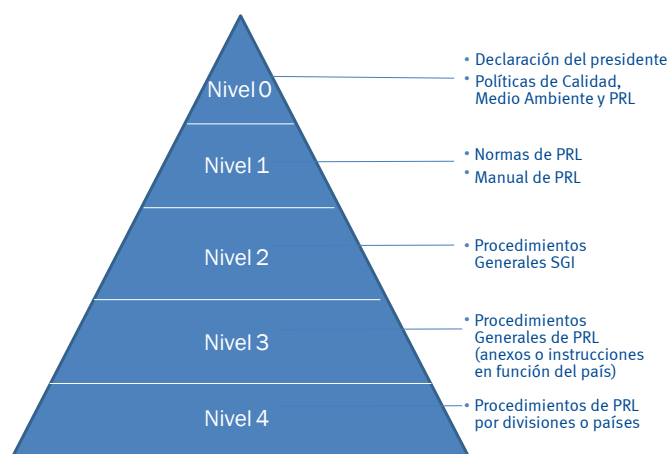 Nivel 0
• Declaración del presidente
• Políticas de Calidad,
Medio Ambiente y PRL
Nivel 1
• Normas de PRL
• Manual de PRL
Nivel 2
• Procedimientos
Generales SGI
Nivel 3
• Procedimientos
Generales de PRL
(anexos o instrucciones
en función del país)
Nivel 4
• Procedimientos de PRL
por divisiones o países